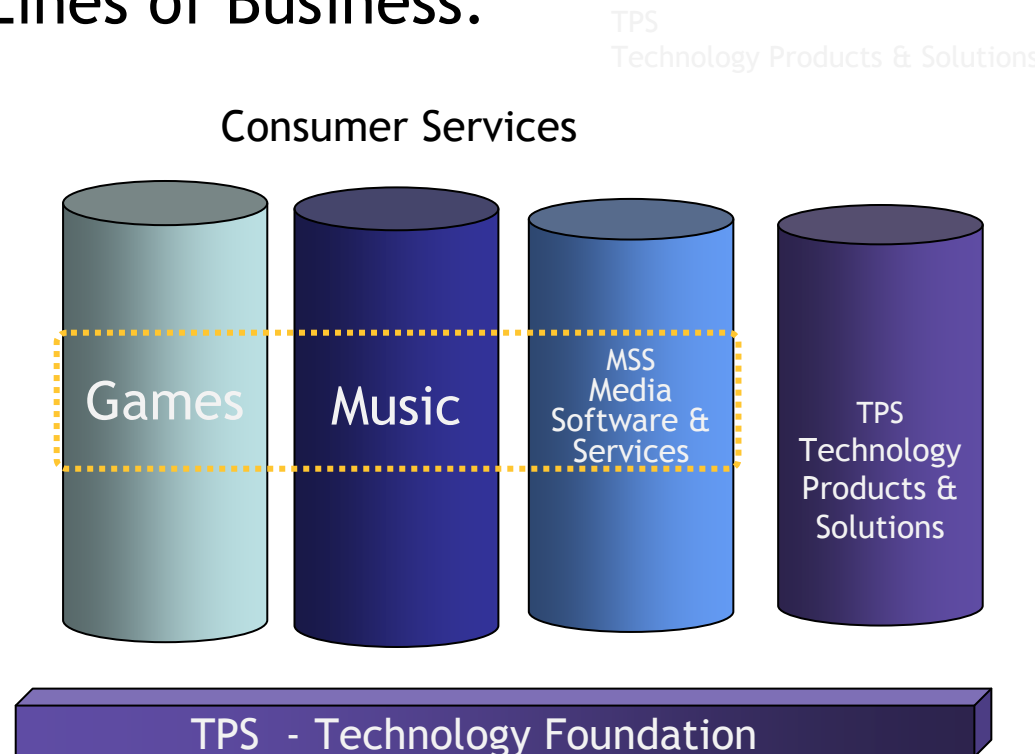 Lines of Business:
TPS
Technology Products & Solutions
Consumer Services
Games
Music
MSS
Media
Software &
Services
TPS
Technology
Products &
Solutions
TPS - Technology Foundation